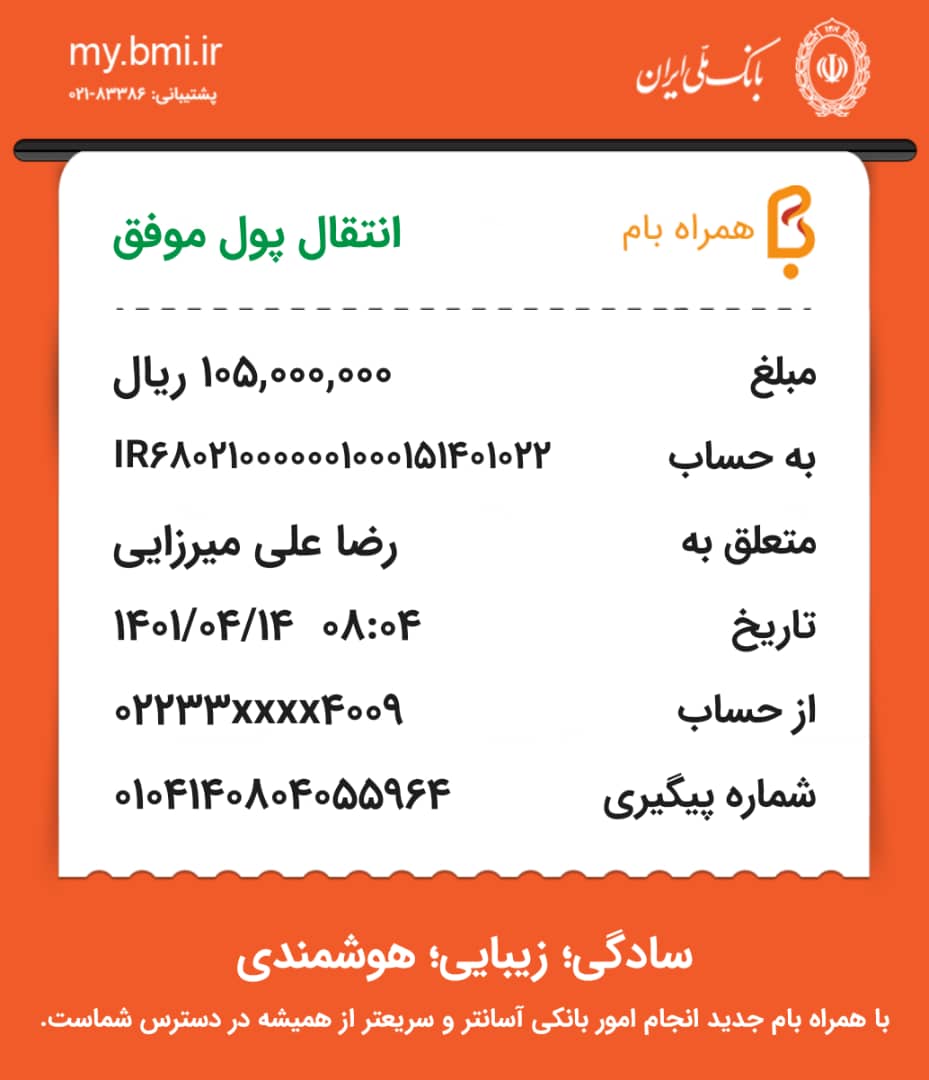 my.bmi.ir
پشتیبانی: ۸۳۳۸۶-۰۲۱
بانک ملّی ایران
همراه بام
انتقال پول موفق
مبلغ ۱۰۵,۰۰۰,۰۰۰ ریال
به حساب IR۶۸۰۲۱۰۰۰۰۰۰۱۰۰۰۱۵۱۴۰۱۰۲۲
متعلق به رضا علی میرزایی
تاریخ ۱۴۰۱/۰۴/۱۴ ۰۸:۰۴
از حساب ۰۲۲۳۳xxxx۴۰۰۹
شماره پیگیری ۰۱۰۴۱۴۰۸۰۴۰۵۵۹۶۴
سادگی؛ زیبایی؛ هوشمندی
با همراه بام جدید انجام امور بانکی آسانتر و سریعتر از همیشه در دسترس شماست.